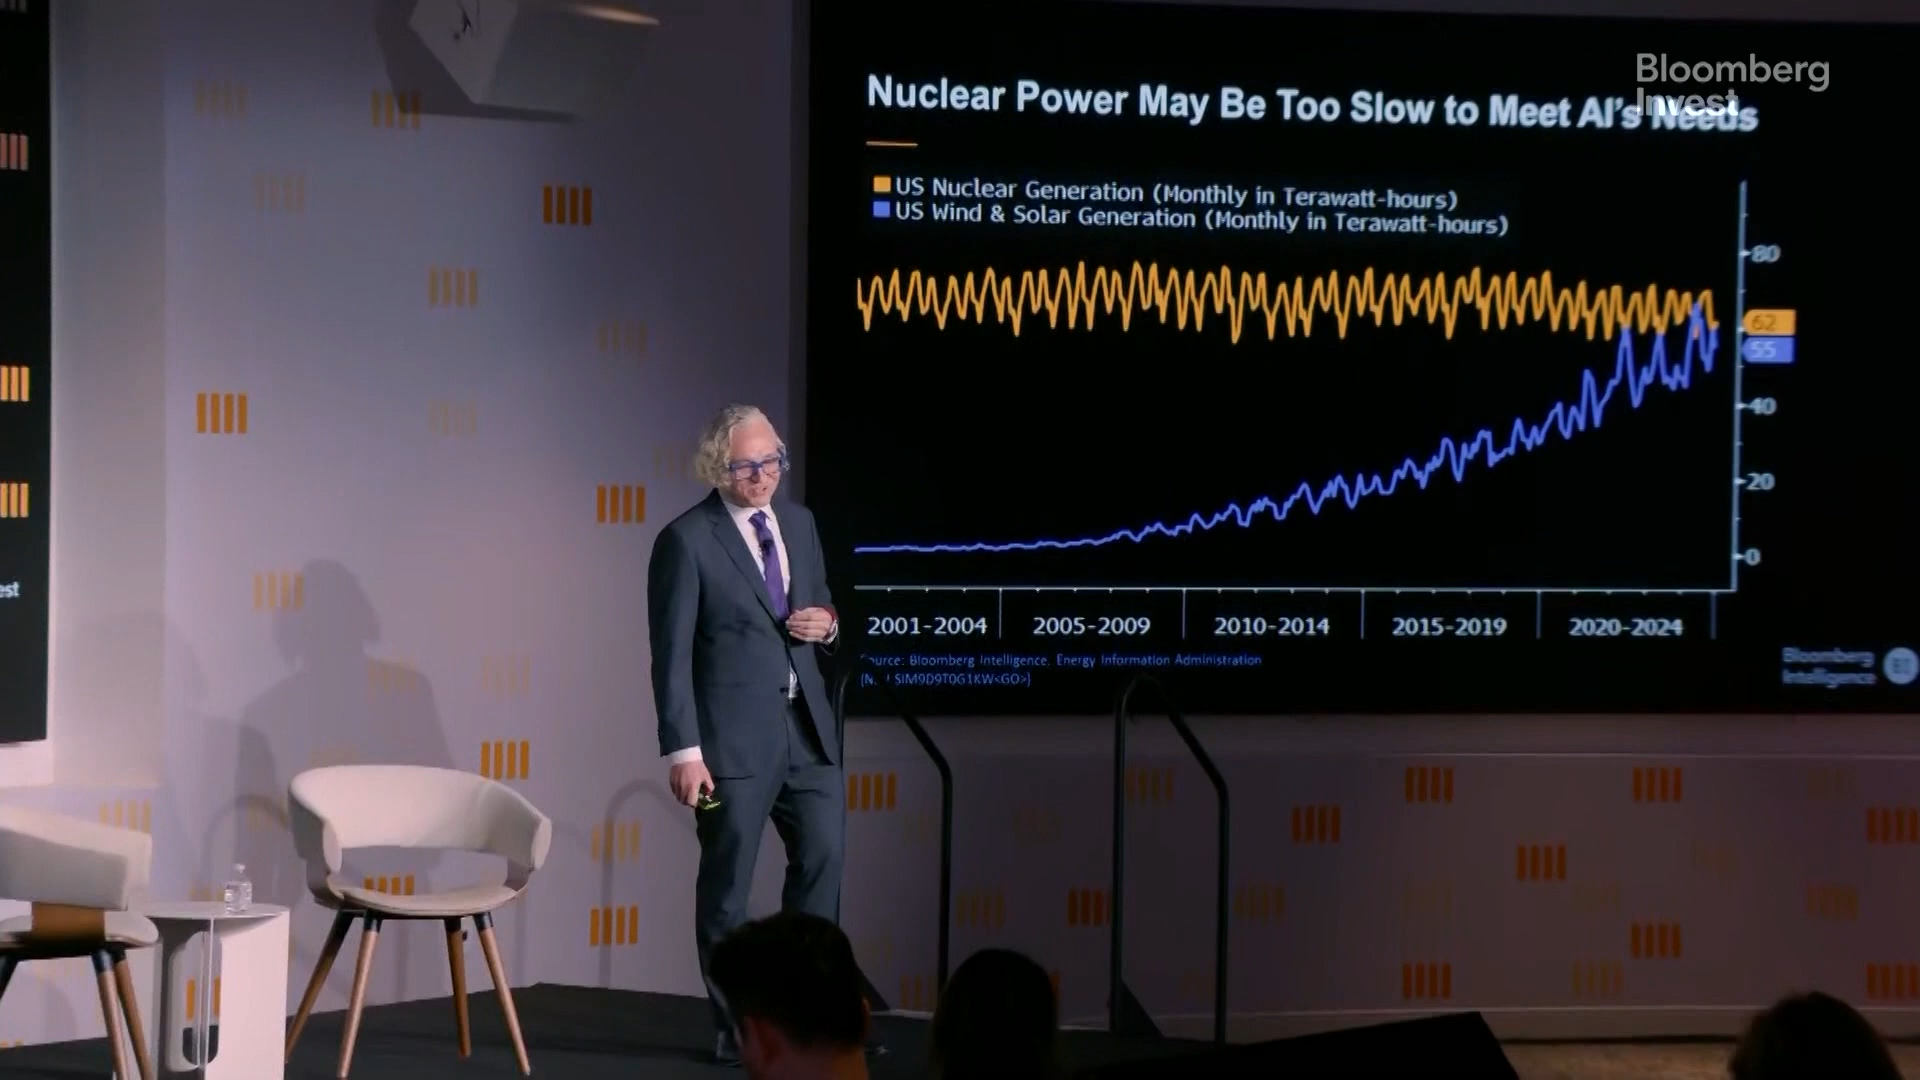 Bloomberg
Invest
Nuclear Power May Be Too Slow to Meet AI's Needs
US Nuclear Generation (Monthly in Terawatt-hours)
US Wind & Solar Generation (Monthly in Terawatt-hours)
80
62
55
40
20
0
2001-2004 2005-2009 2010-2014 2015-2019 2020-2024
Source: Bloomberg Intelligence, Energy Information Administration
Bloomberg
Intelligence
est